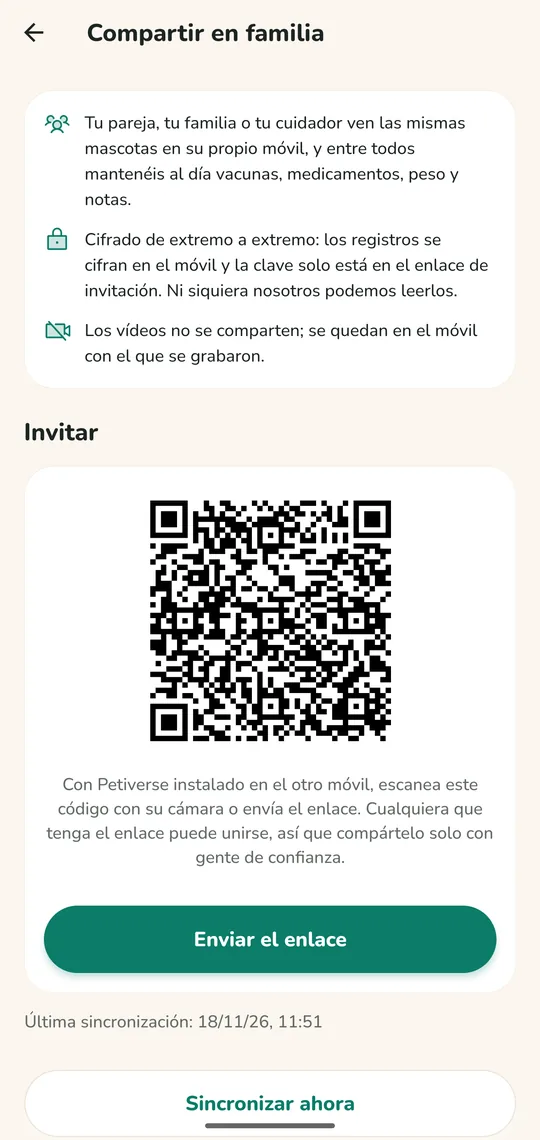 Compartir en familia
Tu pareja, tu familia o tu cuidador ven las mismas
mascotas en su propio móvil, y entre todos
mantenéis al día vacunas, medicamentos, peso y
notas.
Cifrado de extremo a extremo: los registros se
cifran en el móvil y la clave solo está en el enlace de
invitación. Ni siquiera nosotros podemos leerlos.
Los vídeos no se comparten; se quedan en el móvil
con el que se grabaron.
Invitar
Con Petiverse instalado en el otro móvil, escanea este
código con su cámara o envía el enlace. Cualquiera que
tenga el enlace puede unirse, así que compártelo solo con
gente de confianza.
Enviar el enlace
Última sincronización: 18/11/26, 11:51
Sincronizar ahora